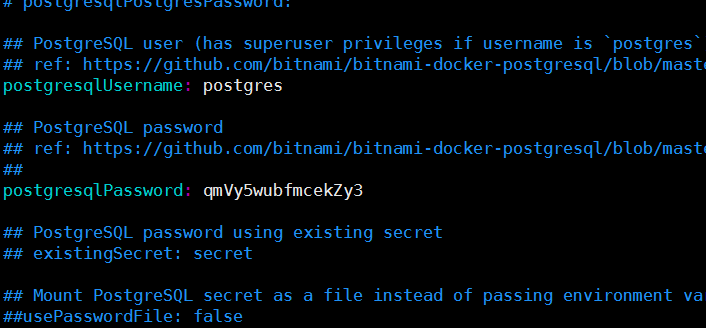 # postgresqlPostgresPassword:
## PostgreSQL user (has superuser privileges if username is `postgres`
## ref: https://github.com/bitnami/bitnami-docker-postgresql/blob/maste
postgresqlUsername: postgres
## PostgreSQL password
## ref: https://github.com/bitnami/bitnami-docker-postgresql/blob/maste
##
postgresqlPassword: qmVy5wubfmcekZy3
## PostgreSQL password using existing secret
## existingSecret: secret
## Mount PostgreSQL secret as a file instead of passing environment va
##usePasswordFile: false